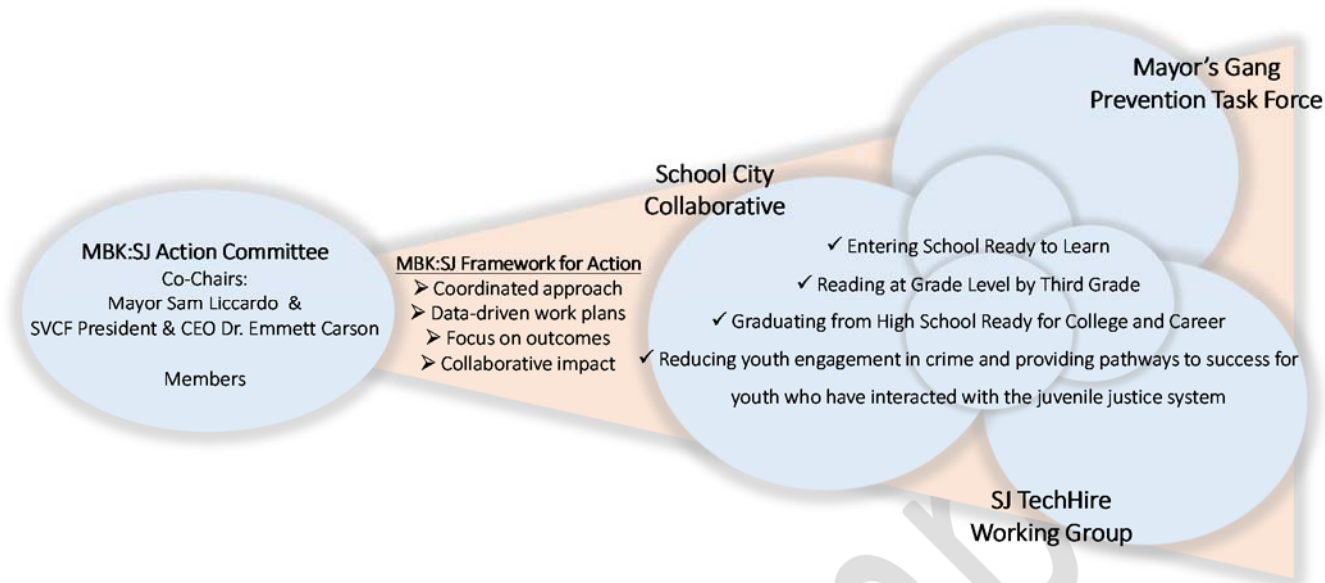 Mayor's Gang
Prevention Task Force
School City
Collaborative
MBK:SJ Action Committee
Co-Chairs:
Mayor Sam Liccardo &
SVCF President & CEO Dr. Emmett Carson
Members
MBK:SJ Framework for Action
➢ Coordinated approach
➢ Data-driven work plans
➢ Focus on outcomes
➢ Collaborative impact
✓ Entering School Ready to Learn
✓ Reading at Grade Level by Third Grade
✓ Graduating from High School Ready for College and Career
✓ Reducing youth engagement in crime and providing pathways to success for
youth who have interacted with the juvenile justice system
SJ TechHire
Working Group